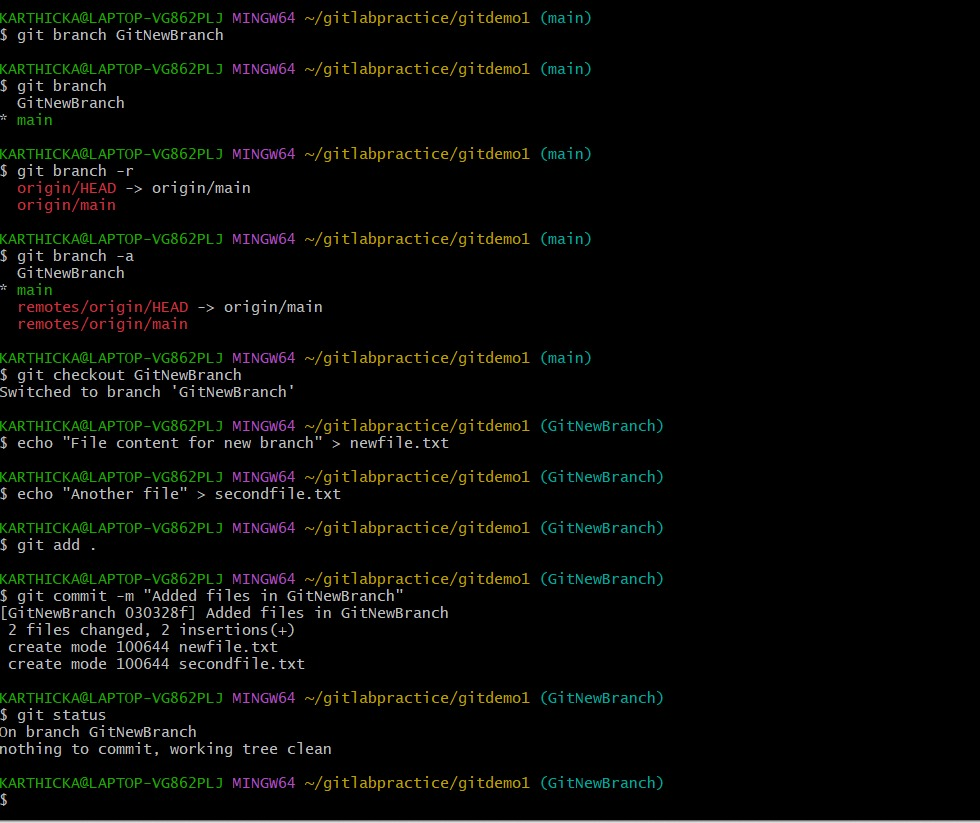 KARTHICKA@LAPTOP-VG862PLJ MINGW64 ~/gitlabpractice/gitdemo1 (main)
$ git branch GitNewBranch
KARTHICKA@LAPTOP-VG862PLJ MINGW64 ~/gitlabpractice/gitdemo1 (main)
$ git branch
  GitNewBranch
* main
KARTHICKA@LAPTOP-VG862PLJ MINGW64 ~/gitlabpractice/gitdemo1 (main)
$ git branch -r
  origin/HEAD -> origin/main
  origin/main
KARTHICKA@LAPTOP-VG862PLJ MINGW64 ~/gitlabpractice/gitdemo1 (main)
$ git branch -a
  GitNewBranch
* main
  remotes/origin/HEAD -> origin/main
  remotes/origin/main
KARTHICKA@LAPTOP-VG862PLJ MINGW64 ~/gitlabpractice/gitdemo1 (main)
$ git checkout GitNewBranch
Switched to branch 'GitNewBranch'
KARTHICKA@LAPTOP-VG862PLJ MINGW64 ~/gitlabpractice/gitdemo1 (GitNewBranch)
$ echo "File content for new branch" > newfile.txt
KARTHICKA@LAPTOP-VG862PLJ MINGW64 ~/gitlabpractice/gitdemo1 (GitNewBranch)
$ echo "Another file" > secondfile.txt
KARTHICKA@LAPTOP-VG862PLJ MINGW64 ~/gitlabpractice/gitdemo1 (GitNewBranch)
$ git add .
KARTHICKA@LAPTOP-VG862PLJ MINGW64 ~/gitlabpractice/gitdemo1 (GitNewBranch)
$ git commit -m "Added files in GitNewBranch"
[GitNewBranch 030328f] Added files in GitNewBranch
 2 files changed, 2 insertions(+)
 create mode 100644 newfile.txt
 create mode 100644 secondfile.txt
KARTHICKA@LAPTOP-VG862PLJ MINGW64 ~/gitlabpractice/gitdemo1 (GitNewBranch)
$ git status
On branch GitNewBranch
nothing to commit, working tree clean
KARTHICKA@LAPTOP-VG862PLJ MINGW64 ~/gitlabpractice/gitdemo1 (GitNewBranch)
$